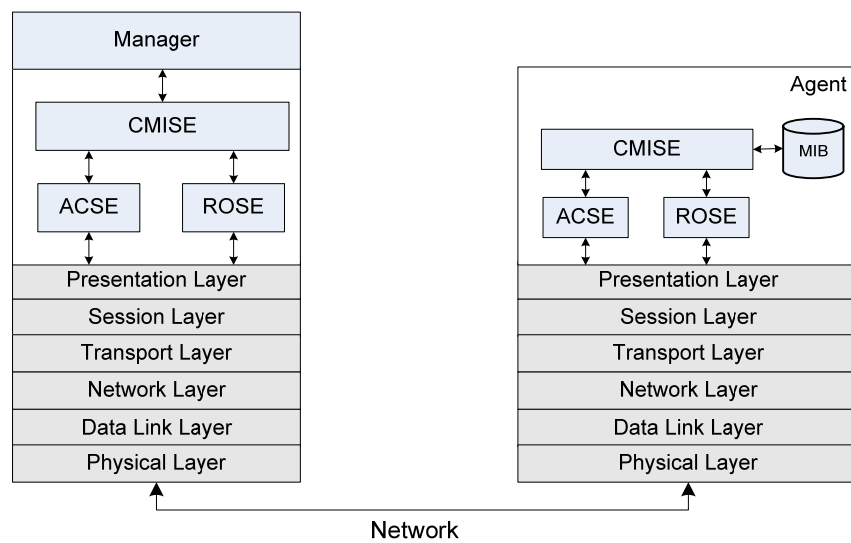 Manager
CMISE
ACSE
ROSE
Presentation Layer
Session Layer
Transport Layer
Network Layer
Data Link Layer
Physical Layer
Agent
CMISE
MIB
ACSE
ROSE
Presentation Layer
Session Layer
Transport Layer
Network Layer
Data Link Layer
Physical Layer
Network